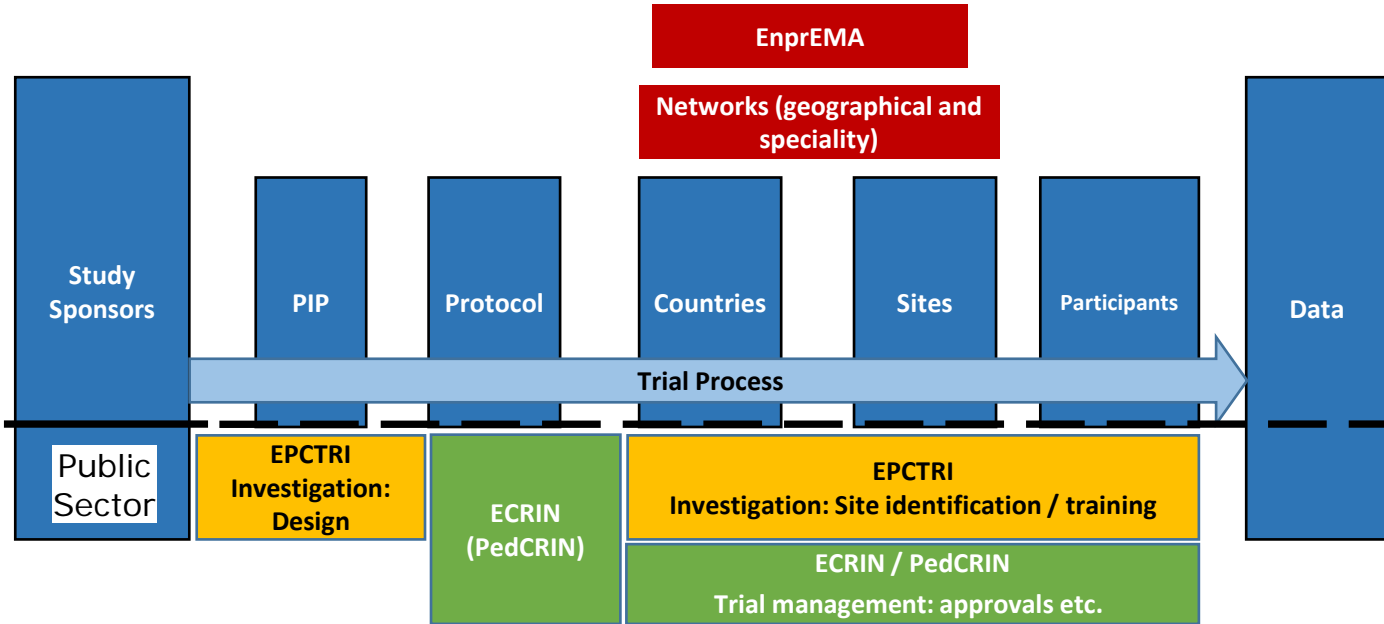 EnprEMA
Networks (geographical and
speciality)
Study
Sponsors
PIP
Protocol
Countries
Sites
Participants
Data
Trial Process
Public
Sector
EPCTRI
Investigation:
Design
ECRIN
(PedCRIN)
EPCTRI
Investigation: Site identification / training
ECRIN / PedCRIN
Trial management: approvals etc.